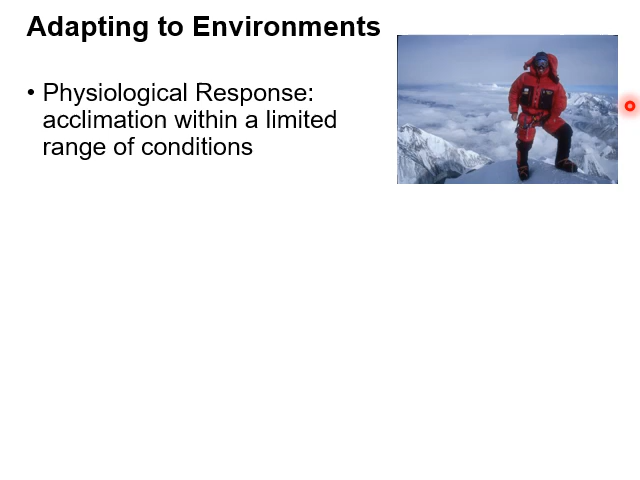 Adapting to Environments
• Physiological Response:
acclimation within a limited
range of conditions